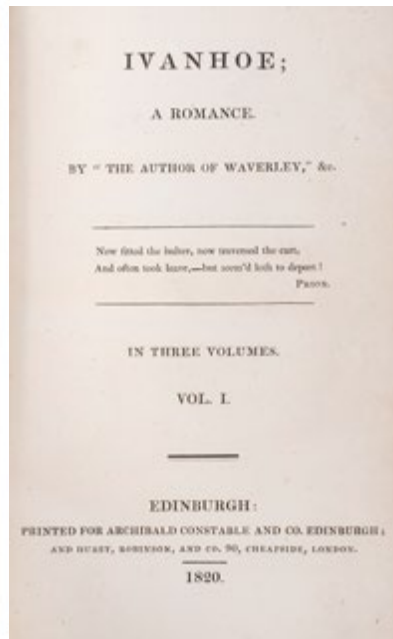 IVANHOE;
A ROMANCE.
BY "THE AUTHOR OF WAVERLEY," &c.
Now fitted the halter, now traversed the cart,
And often took leave,—but seem'd loth to depart!
PRIOR.
IN THREE VOLUMES.
VOL. I.
EDINBURGH:
PRINTED FOR ARCHIBALD CONSTABLE AND CO. EDINBURGH;
AND HURST, ROBINSON, AND CO. 90, CHEAPSIDE, LONDON.
1820.